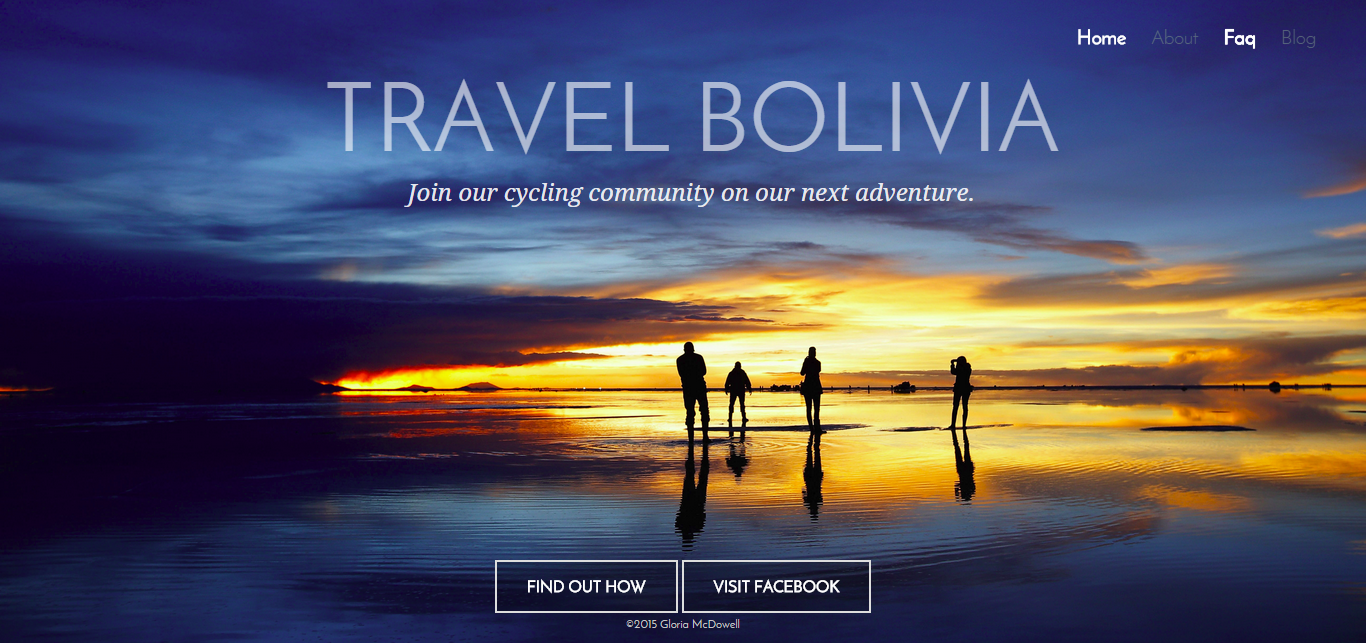 Home About Faq Blog
TRAVEL BOLIVIA
Join our cycling community on our next adventure.
FIND OUT HOW VISIT FACEBOOK
©2015 Gloria McDowell